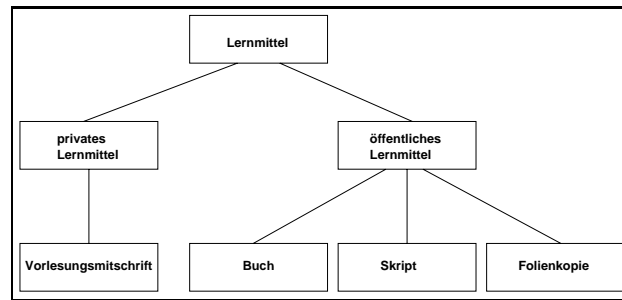 Lernmittel
privates
Lernmittel
öffentliches
Lernmittel
Vorlesungsmitschrift
Buch
Skript
Folienkopie